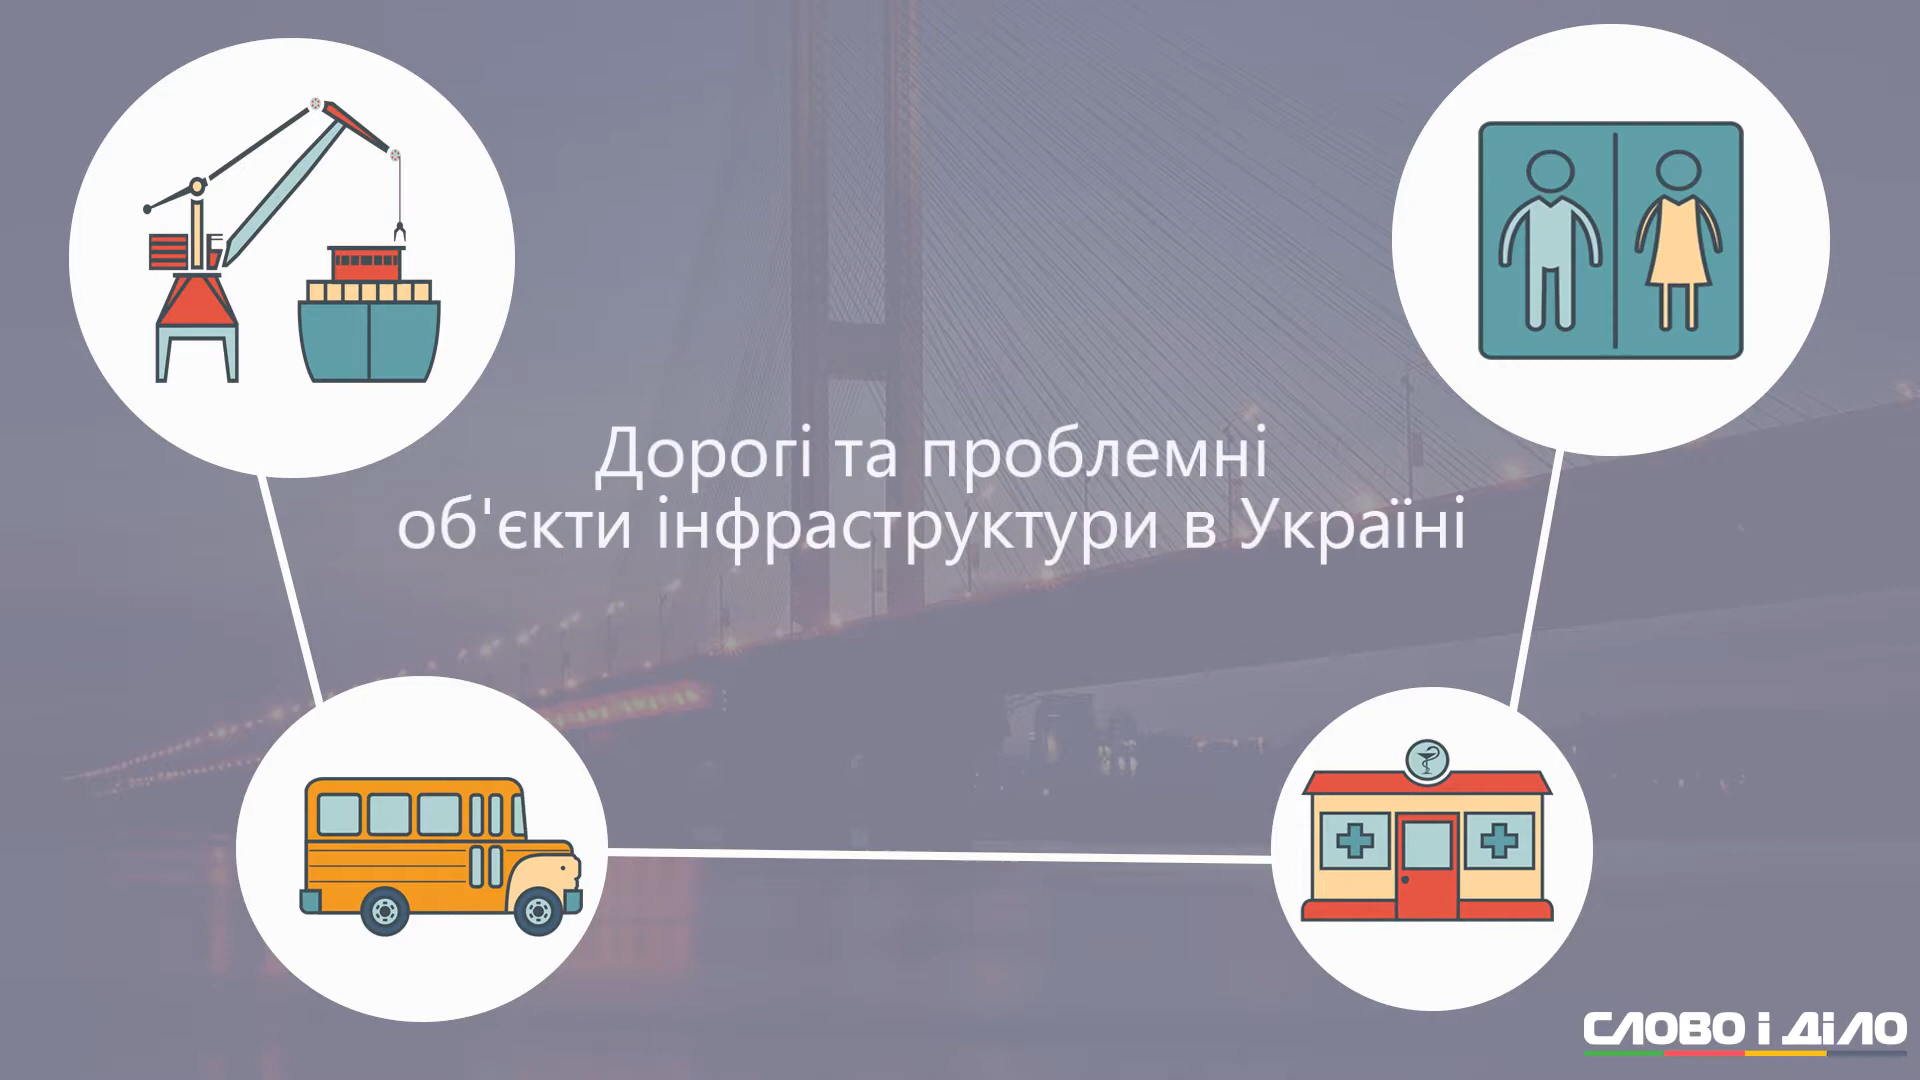 Дорогі та проблемні
об'єкти інфраструктури в Україні
СЛОВО і ДіЛО